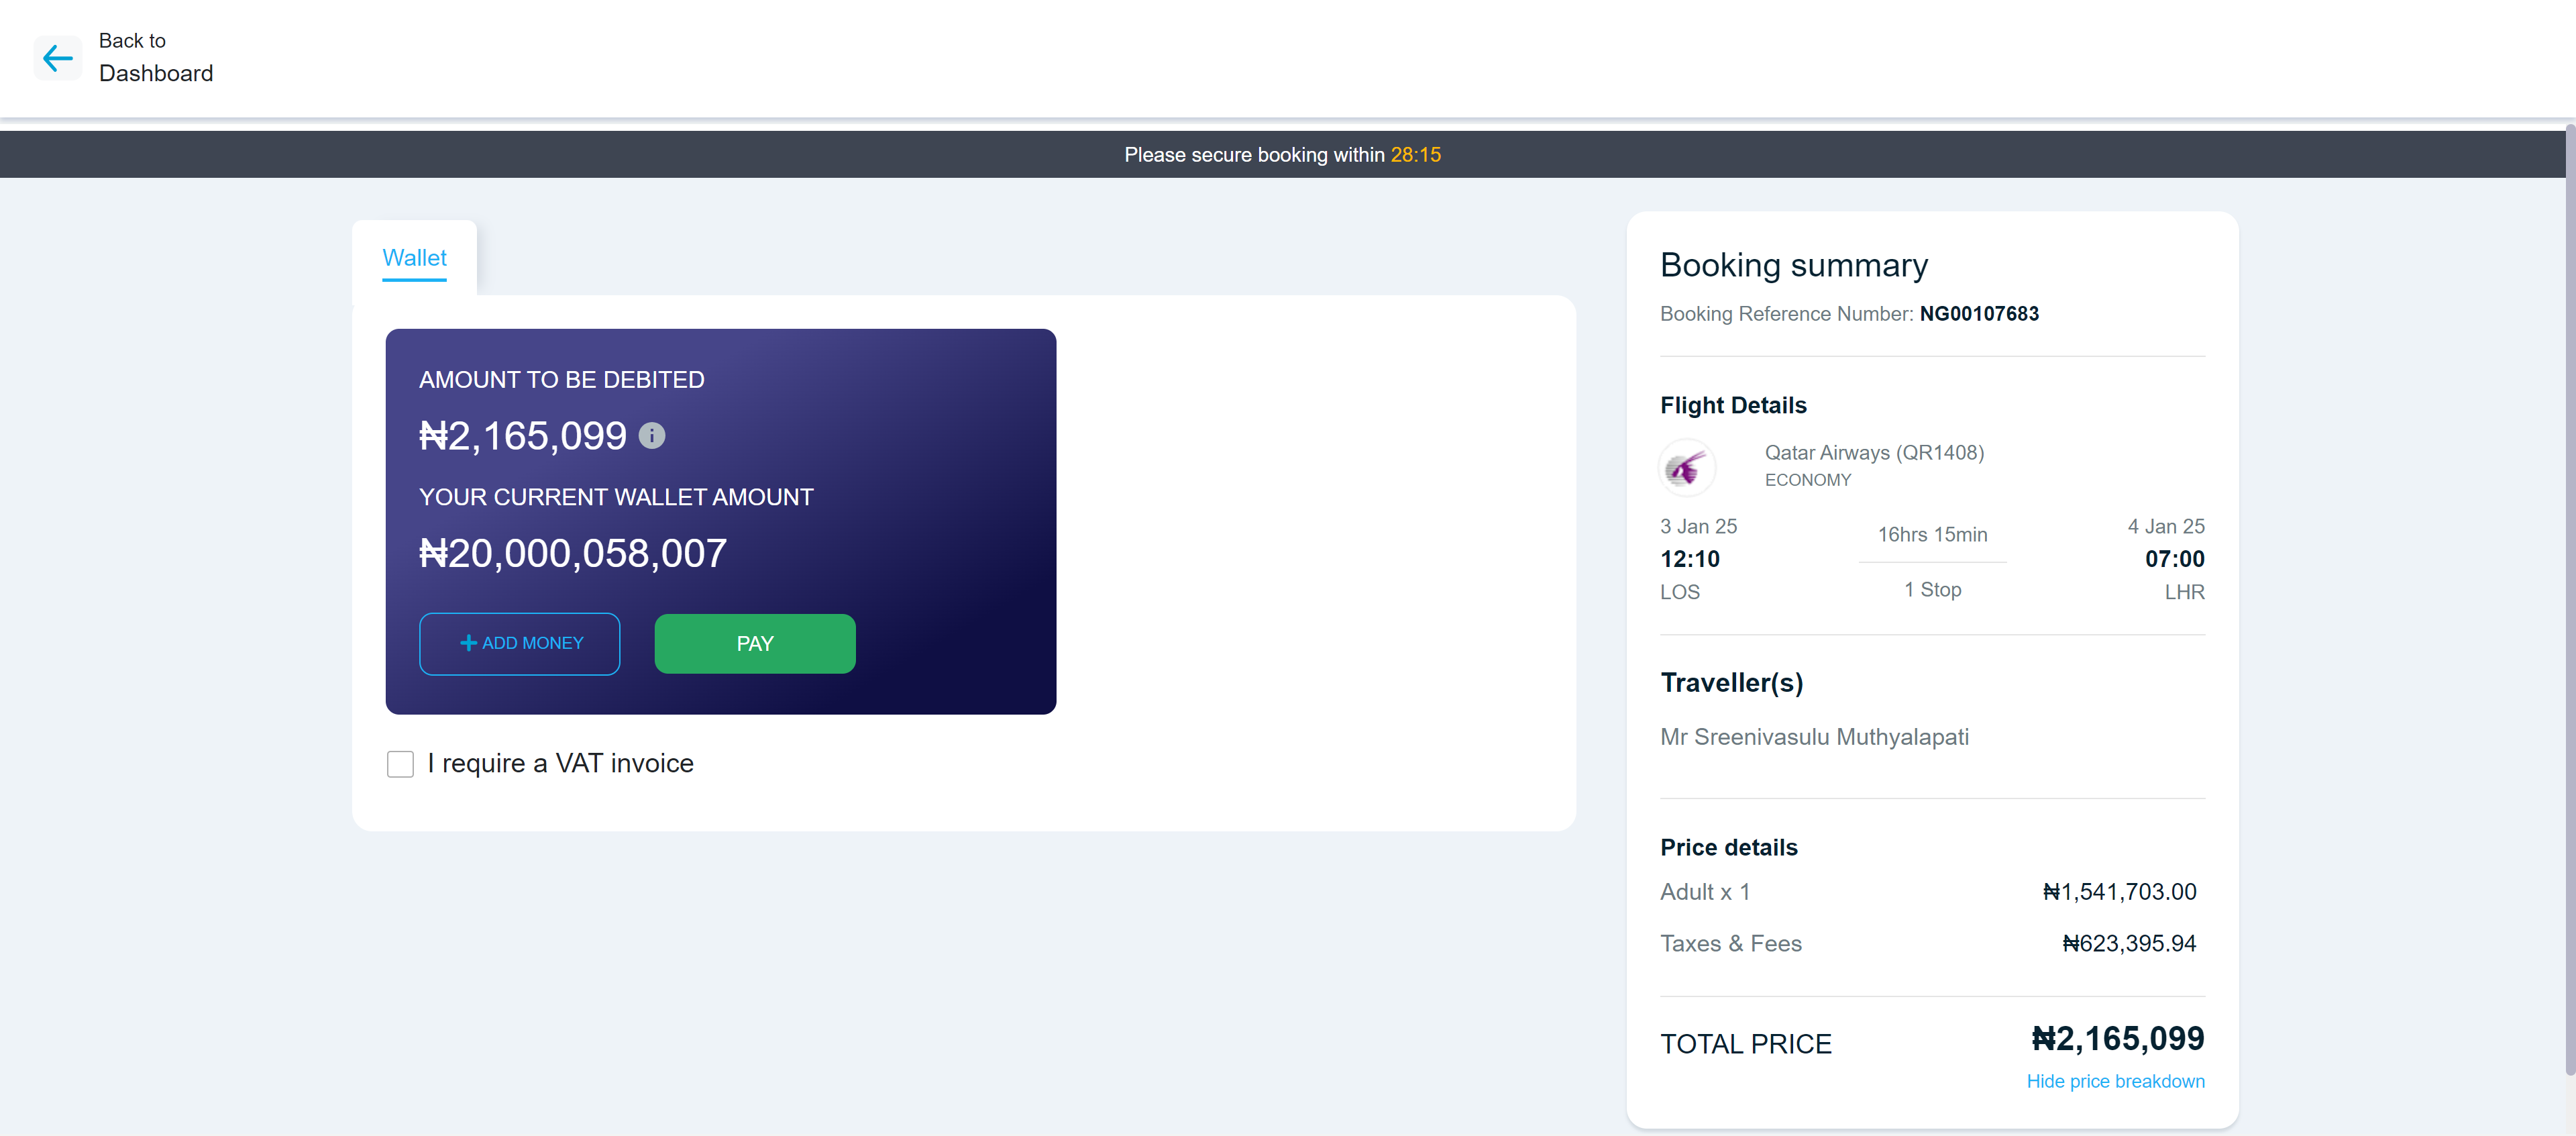 Back to
Dashboard
Please secure booking within 28:15
Wallet
AMOUNT TO BE DEBITED
₦2,165,099
YOUR CURRENT WALLET AMOUNT
₦20,000,058,007
ADD MONEY
PAY
I require a VAT invoice
Booking summary
Booking Reference Number: NG00107683
Flight Details
Qatar Airways (QR1408)
ECONOMY
3 Jan 25
16hrs 15min
4 Jan 25
12:10
07:00
LOS
1 Stop
LHR
Traveller(s)
Mr Sreenivasulu Muthyalapati
Price details
Adult x 1 ₦1,541,703.00
Taxes & Fees ₦623,395.94
TOTAL PRICE ₦2,165,099
Hide price breakdown